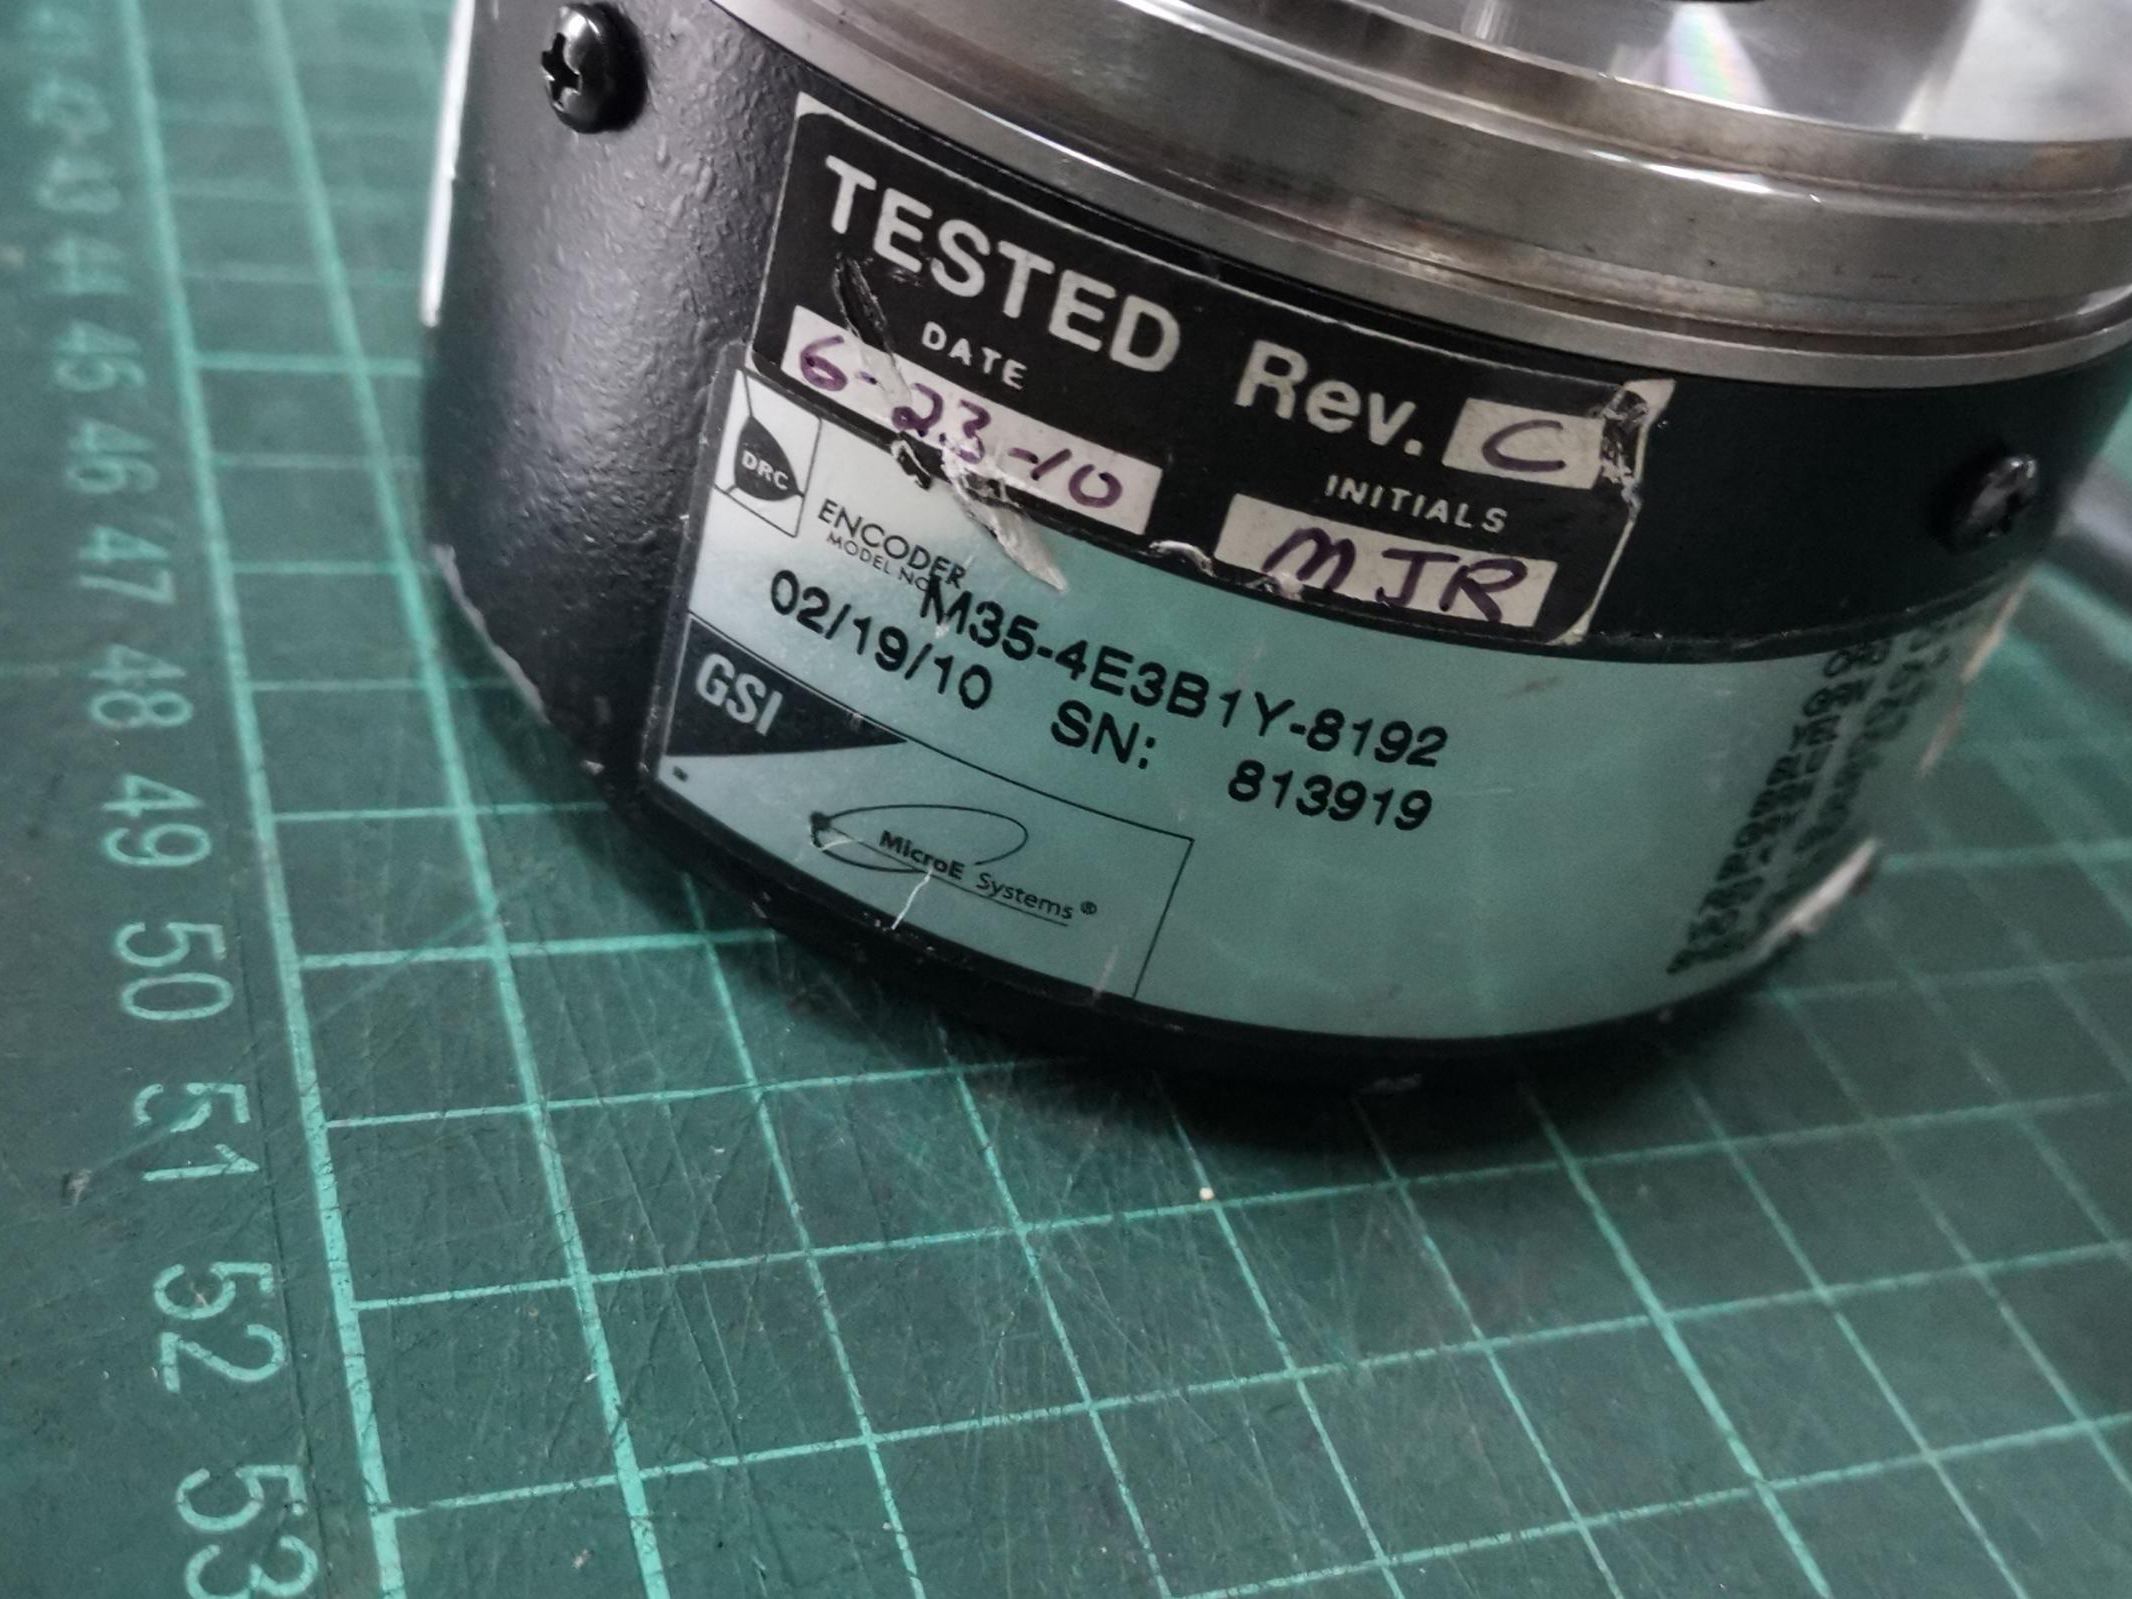 TESTED Rev. C
DATE
6-23-10
INITIALS
MJR
DRC
ENCODER
MODEL NO.
M35-4E3B1Y-8192
02/19/10 SN: 813919
GSI
MicroE Systems®
43
44
45
46
47
48
49
50
51
52
53